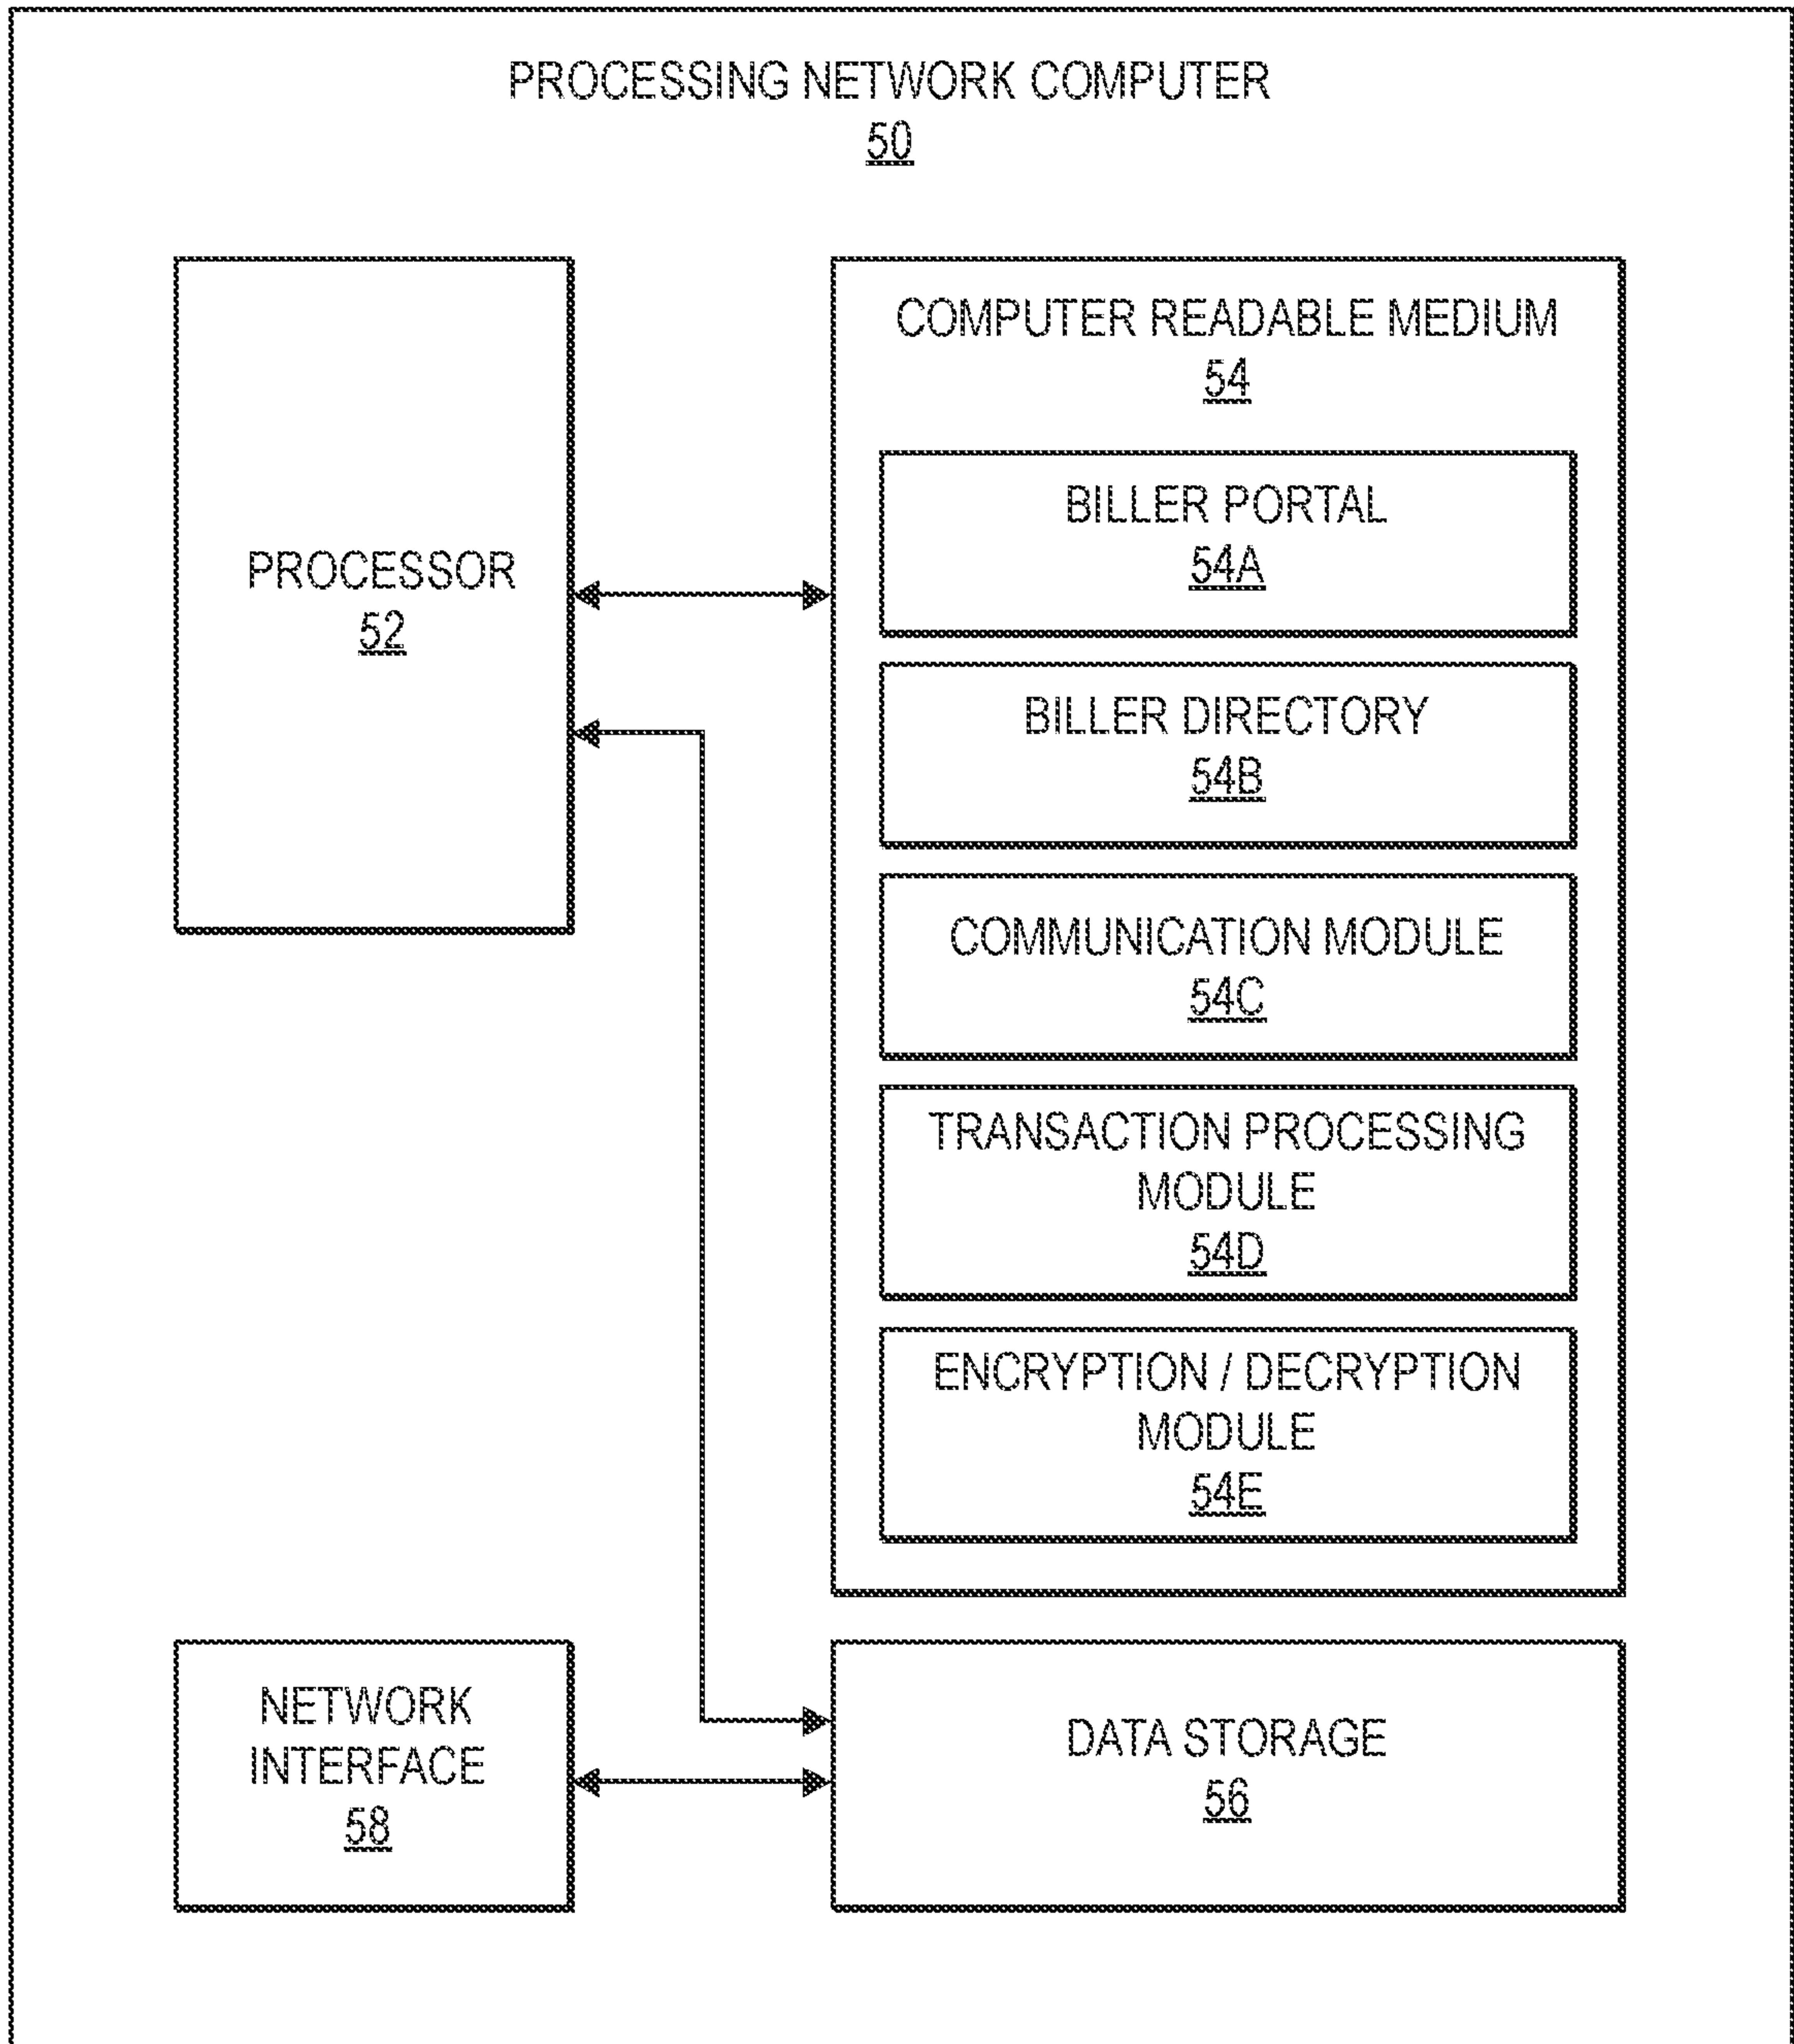 PROCESSING NETWORK COMPUTER
50
PROCESSOR
52
COMPUTER READABLE MEDIUM
54
BILLER PORTAL
54A
BILLER DIRECTORY
54B
COMMUNICATION MODULE
54C
TRANSACTION PROCESSING
MODULE
54D
ENCRYPTION / DECRYPTION
MODULE
54E
NETWORK
INTERFACE
58
DATA STORAGE
56